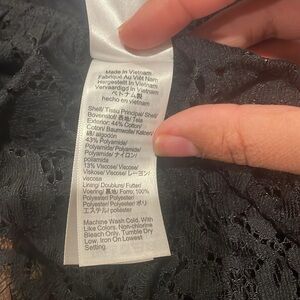 Made In Vietnam
Fabriqué Au Viêt Nam
Hergestellt In Vietnam
Vervaardigd In Vietnam
ベトナム製
hecho en vietnam
Shell/ Tissu Principal/ Shell/
Bovenstof/ 表地/ Tela
Exterior: 44% Cotton/
Coton/ Baumwolle/ Katoen/
綿/ algodón
43% Polyamide/
Polyamide/ Polyamid/
Polyamide/ ナイロン/
poliamida
13% Viscose/ Viscose/
Viskose/ Viscose/ レーヨン/
viscosa
Lining/ Doublure/ Futter/
Voering/ 裏地/ Forro: 100%
Polyester/ Polyester/
Polyester/ Polyester/ ポリ
エステル/ poliéster
Machine Wash Cold. With
Like Colors. Non-chlorine
Bleach Only. Tumble Dry
Low. Iron On Lowest
Setting